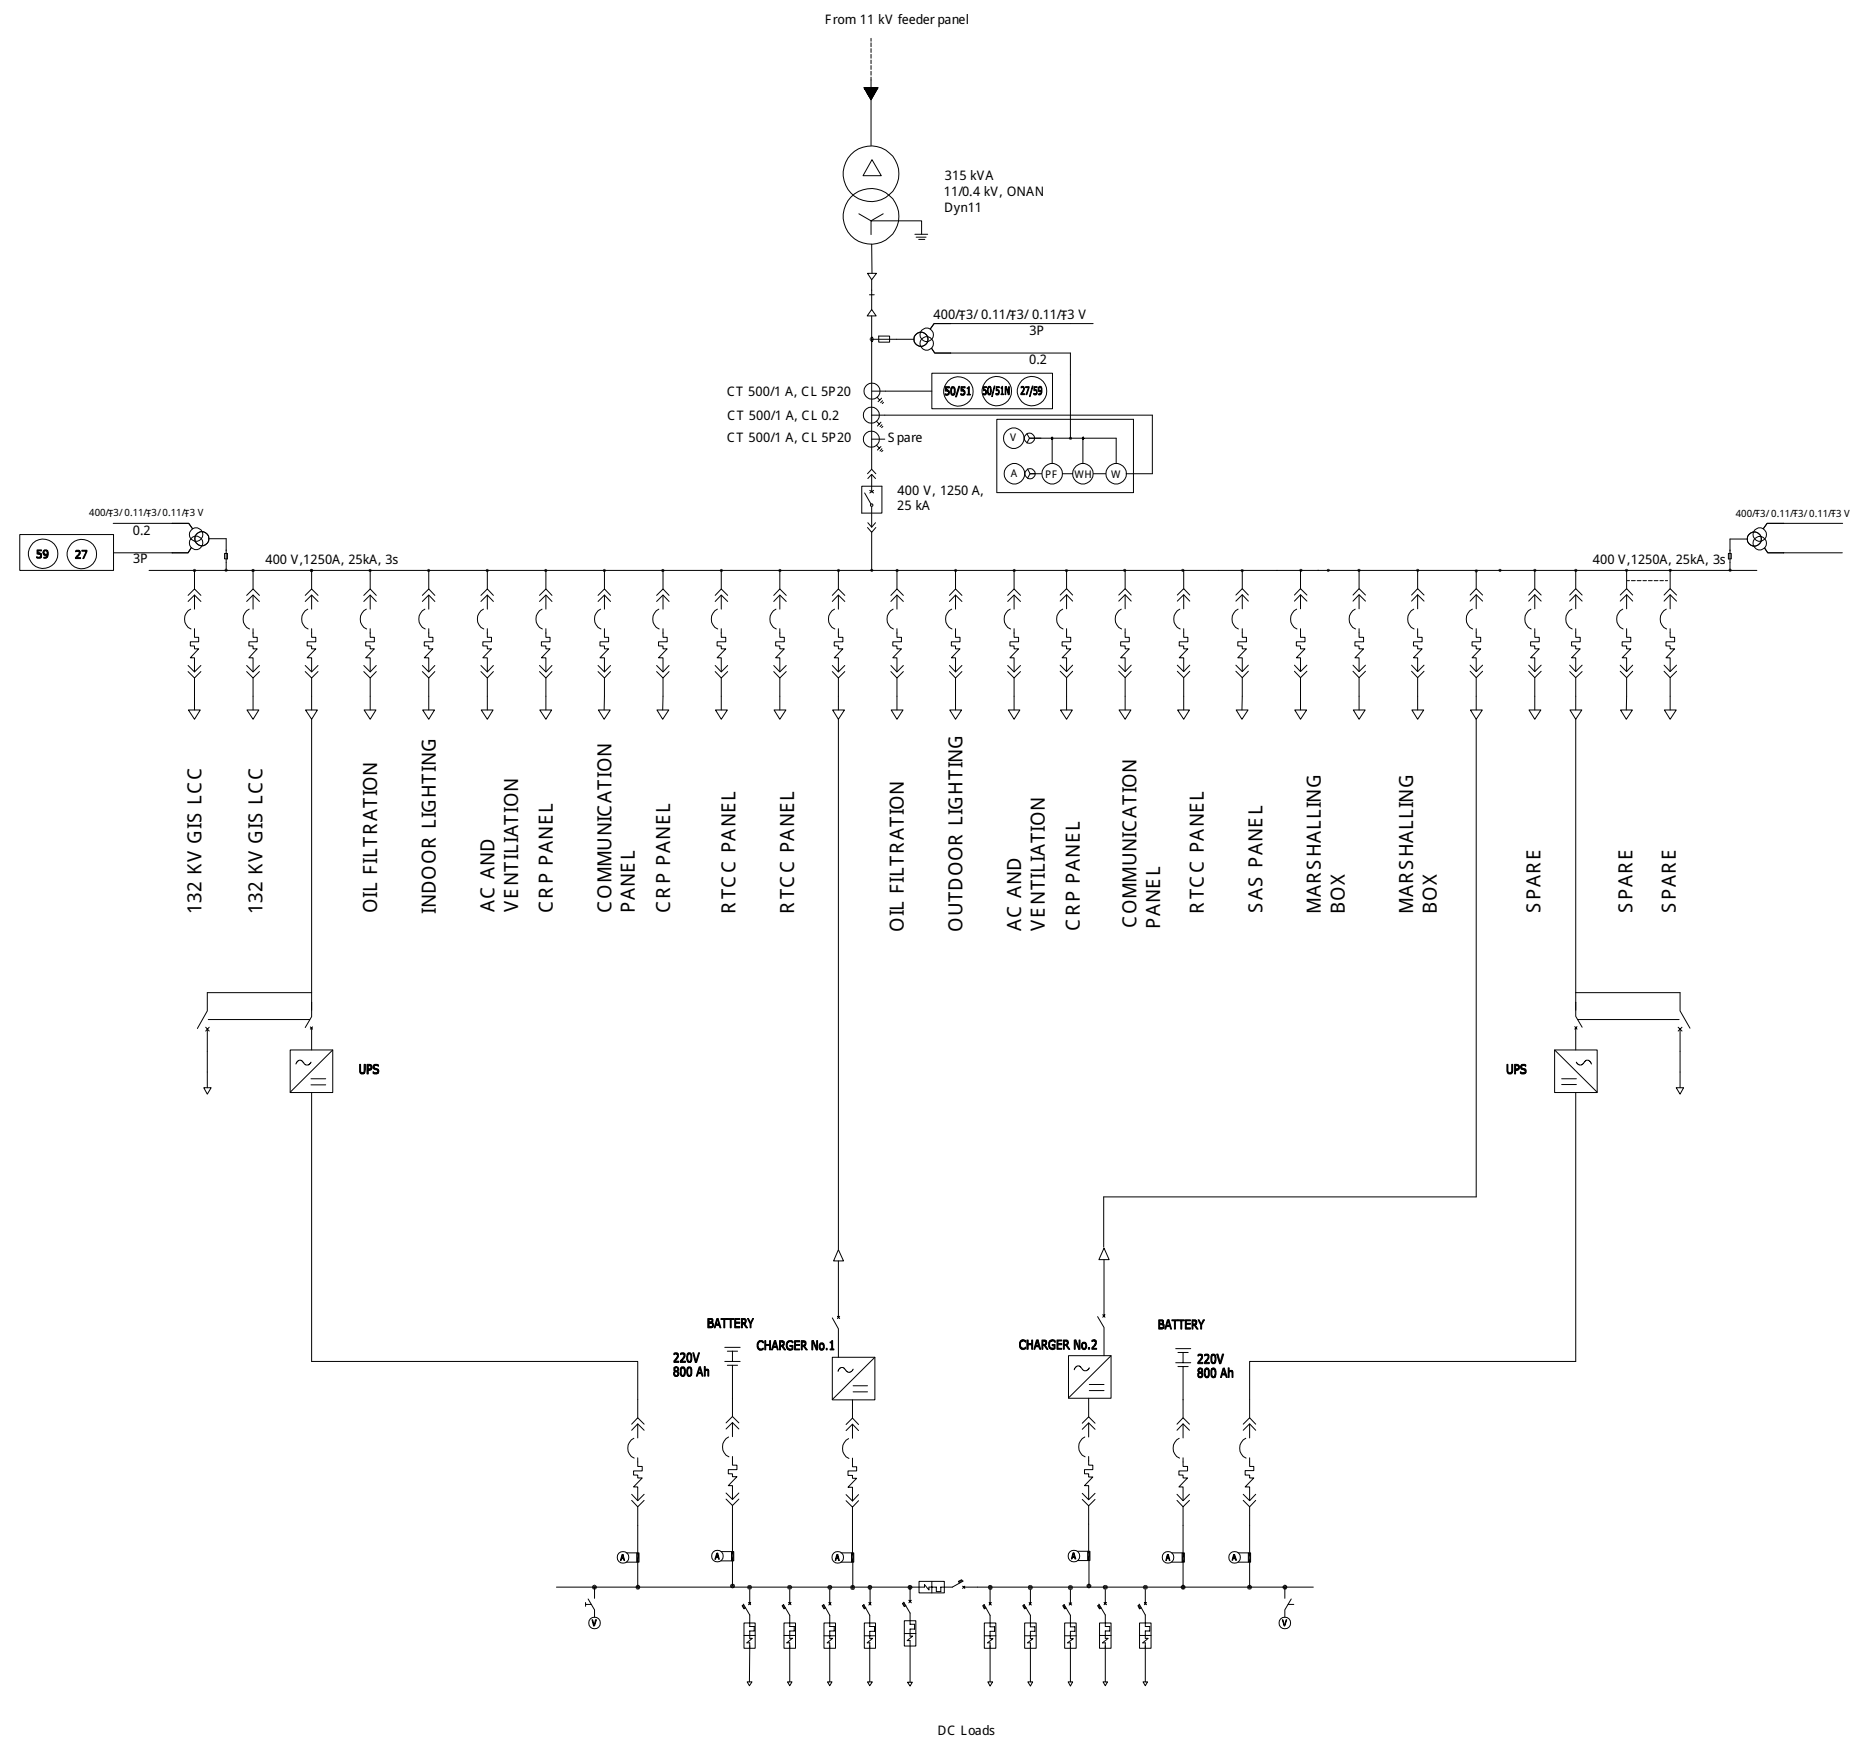 From 11 kV feeder panel
315 kVA
11/0.4 kV, ONAN
Dyn11
400/₮3/ 0.11/₮3/ 0.11/₮3 V
3P
0.2
CT 500/1 A, CL 5P20
50/51
50/51N
27/59
CT 500/1 A, CL 0.2
CT 500/1 A, CL 5P20
Spare
V
A
PF
WH
W
400 V, 1250 A,
25 kA
400/₮3/ 0.11/₮3/ 0.11/₮3 V
0.2
3P
59
27
400 V,1250A, 25kA, 3s
400/₮3/ 0.11/₮3/ 0.11/₮3 V
400 V,1250A, 25kA, 3s
132 KV GIS LCC
132 KV GIS LCC
OIL FILTRATION
INDOOR LIGHTING
AC AND
VENTILIATION
CRP PANEL
COMMUNICATION
PANEL
CRP PANEL
RTCC PANEL
RTCC PANEL
OIL FILTRATION
OUTDOOR LIGHTING
AC AND
VENTILIATION
CRP PANEL
COMMUNICATION
PANEL
RTCC PANEL
SAS PANEL
MARSHALLING
BOX
MARSHALLING
BOX
SPARE
SPARE
SPARE
UPS
UPS
BATTERY
220V
800 Ah
CHARGER No.1
CHARGER No.2
BATTERY
220V
800 Ah
A
A
A
A
A
A
V
V
DC Loads